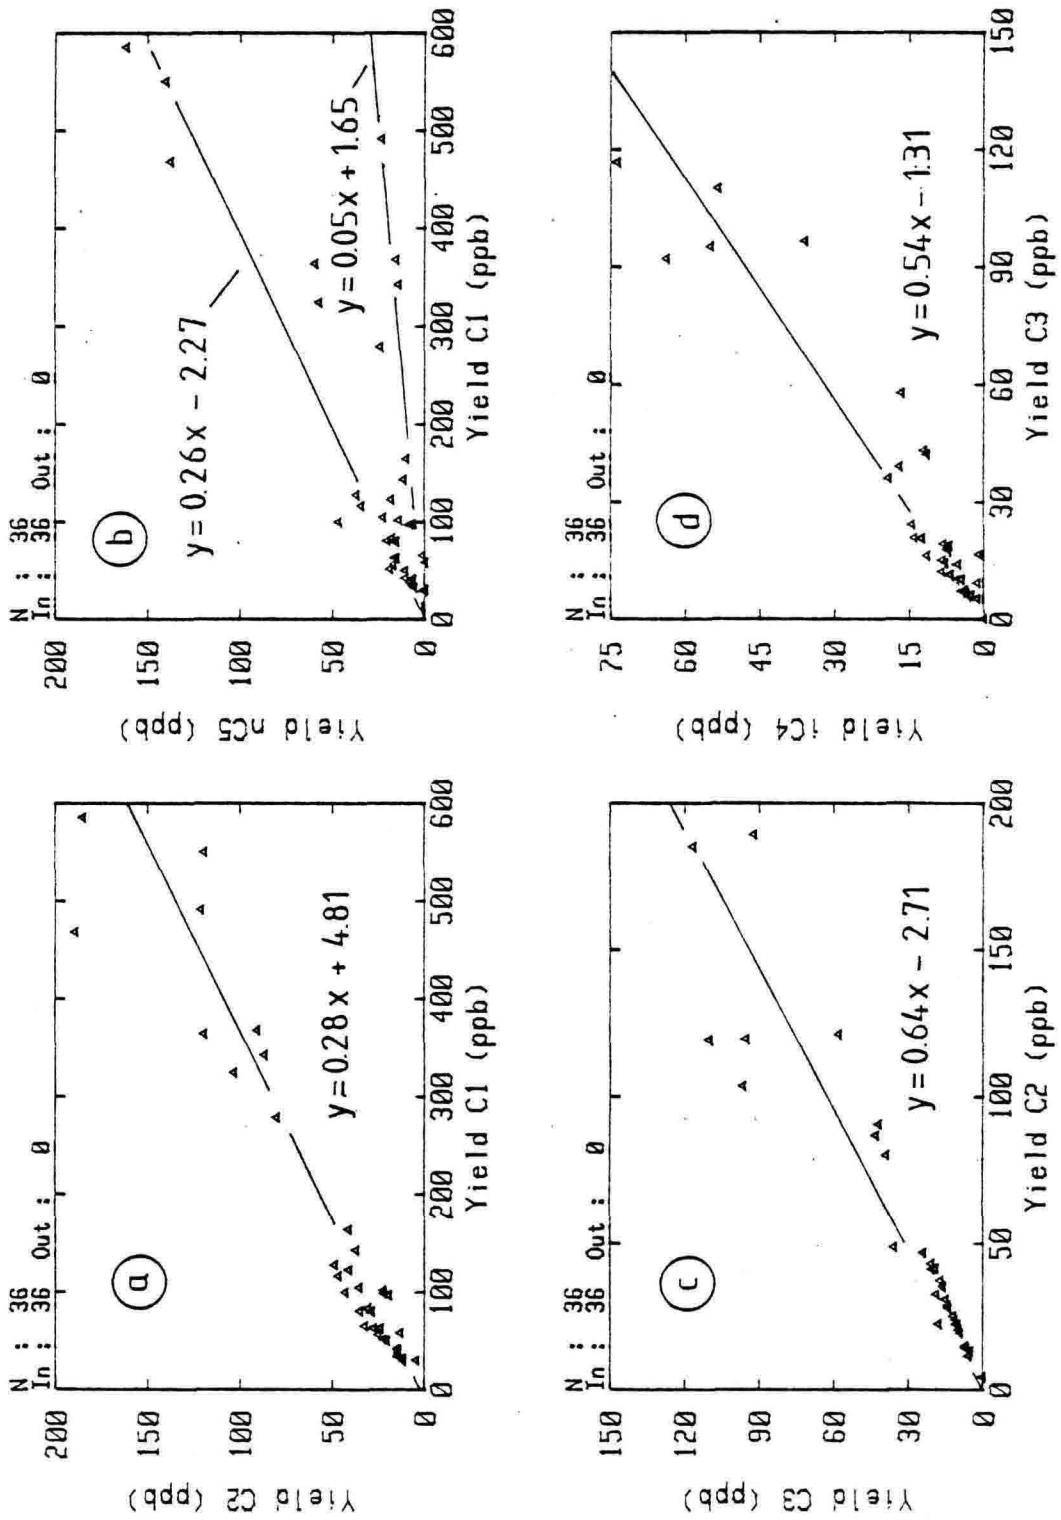 N : 36
In : 36 Out : 0
a
Yield C2 (ppb)
200
150
100
50
0
y = 0.28x + 4.81
0 100 200 300 400 500 600
Yield C1 (ppb)
N : 36
In : 36 Out : 0
b
Yield nC5 (ppb)
200
150
100
50
0
y = 0.26x - 2.27
y = 0.05x + 1.65
0 100 200 300 400 500 600
Yield C1 (ppb)
N : 36
In : 36 Out : 0
c
Yield C3 (ppb)
150
120
90
60
30
0
y = 0.64x - 2.71
0 50 100 150 200
Yield C2 (ppb)
N : 36
In : 36 Out : 0
d
Yield iC4 (ppb)
75
60
45
30
15
0
y = 0.54x - 1.31
0 30 60 90 120 150
Yield C3 (ppb)